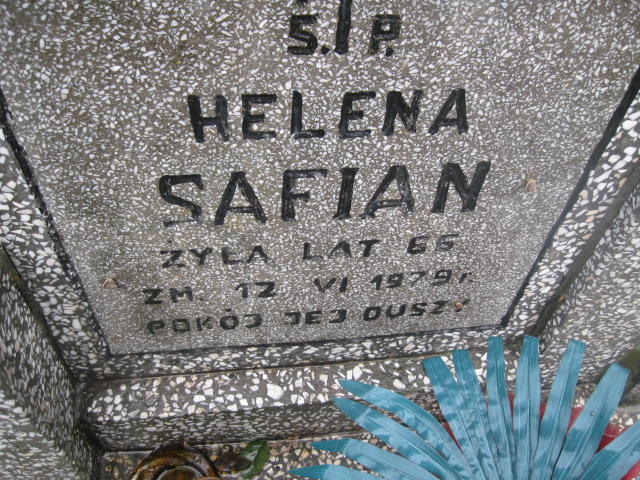 Ś. P.
HELENA
SAFIAN
ŻYŁA LAT 66
ZM. 12 VI 1979 r.
POKÓJ JEJ DUSZY